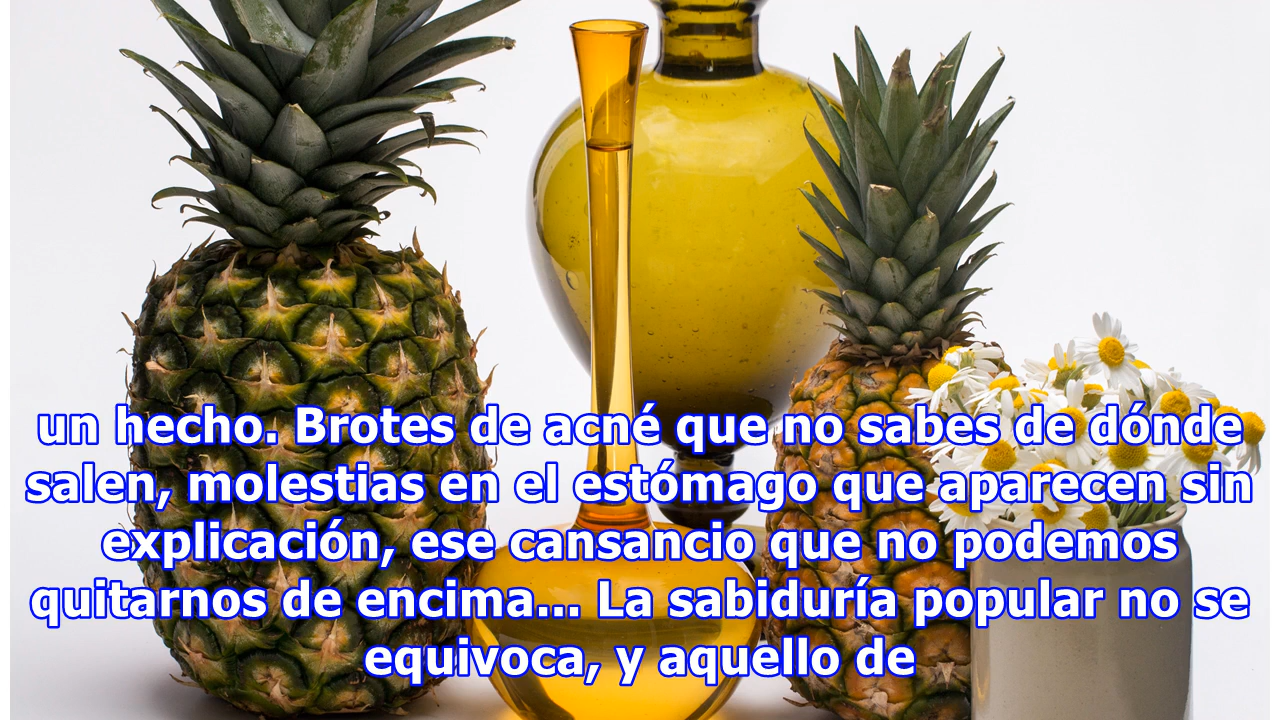 un hecho. Brotes de acné que no sabes de dónde
salen, molestias en el estómago que aparecen sin
explicación, ese cansancio que no podemos
quitarnos de encima... La sabiduría popular no se
equivoca, y aquello de